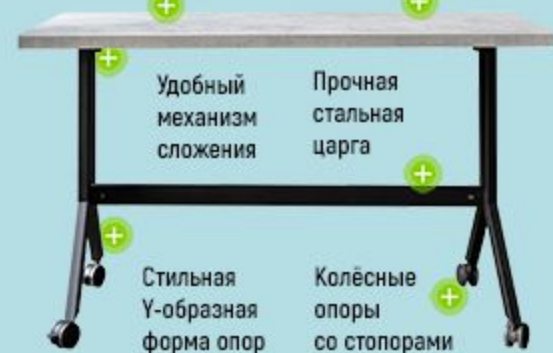 Удобный
механизм
сложения
Прочная
стальная
царга
Стильная
Y-образная
форма опор
Колёсные
опоры
со стопорами